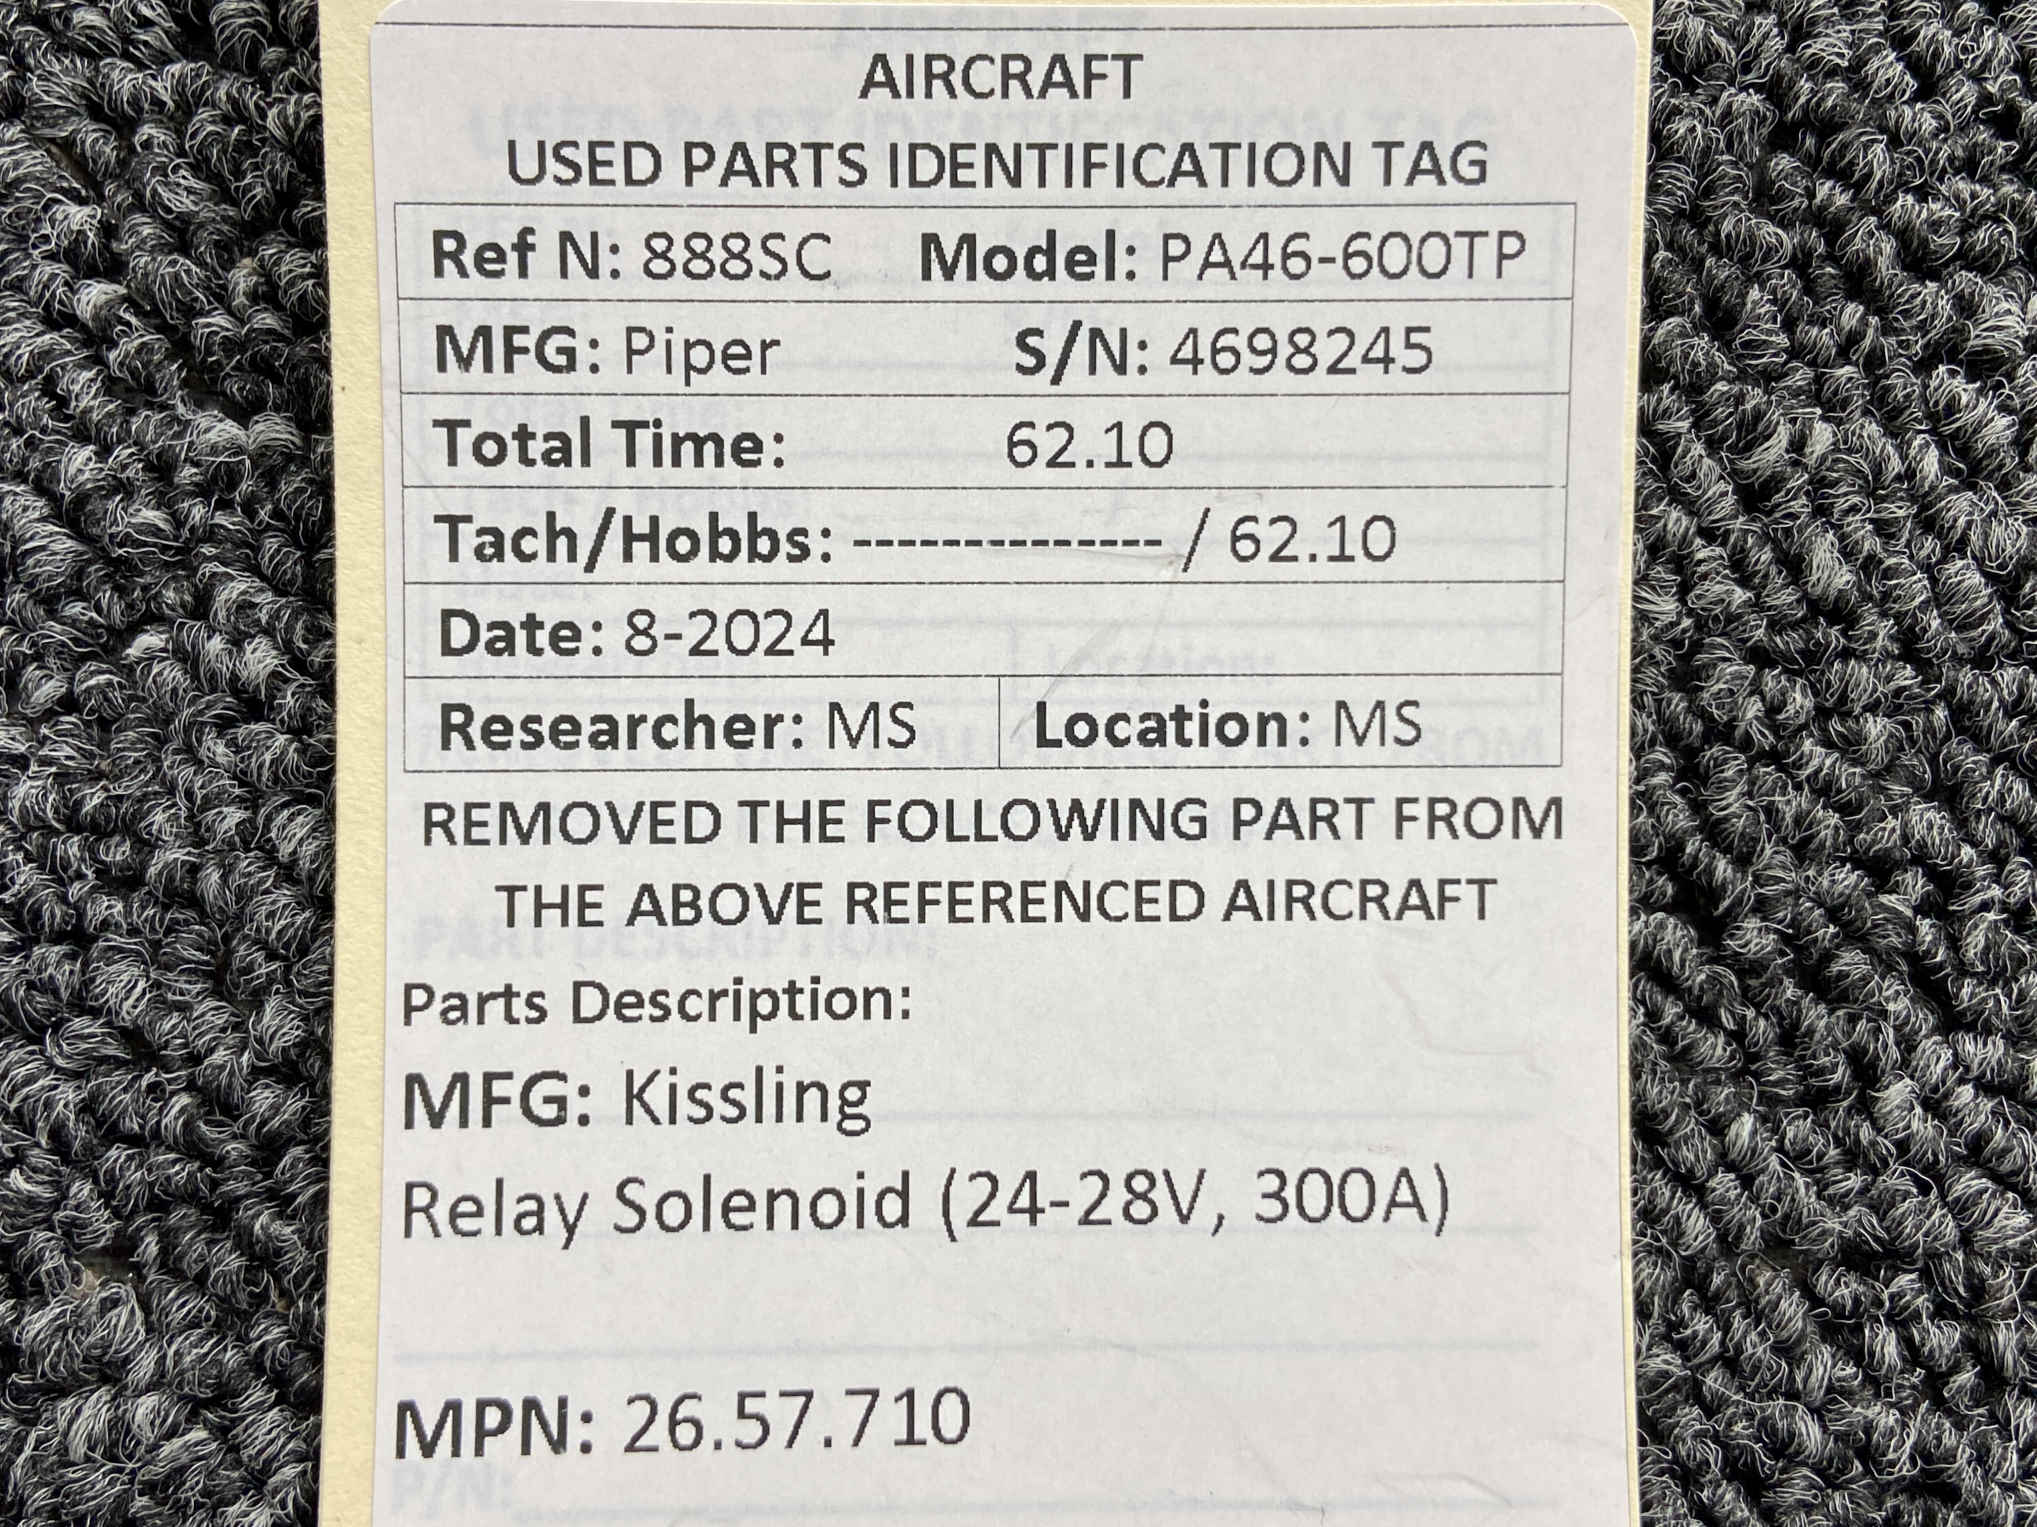 AIRCRAFT
USED PARTS IDENTIFICATION TAG
Ref N: 888SC Model: PA46-600TP
MFG: Piper S/N: 4698245
Total Time: 62.10
Tach/Hobbs: -------------- / 62.10
Date: 8-2024
Researcher: MS Location: MS
REMOVED THE FOLLOWING PART FROM
THE ABOVE REFERENCED AIRCRAFT
Parts Description:
MFG: Kissling
Relay Solenoid (24-28V, 300A)
MPN: 26.57.710